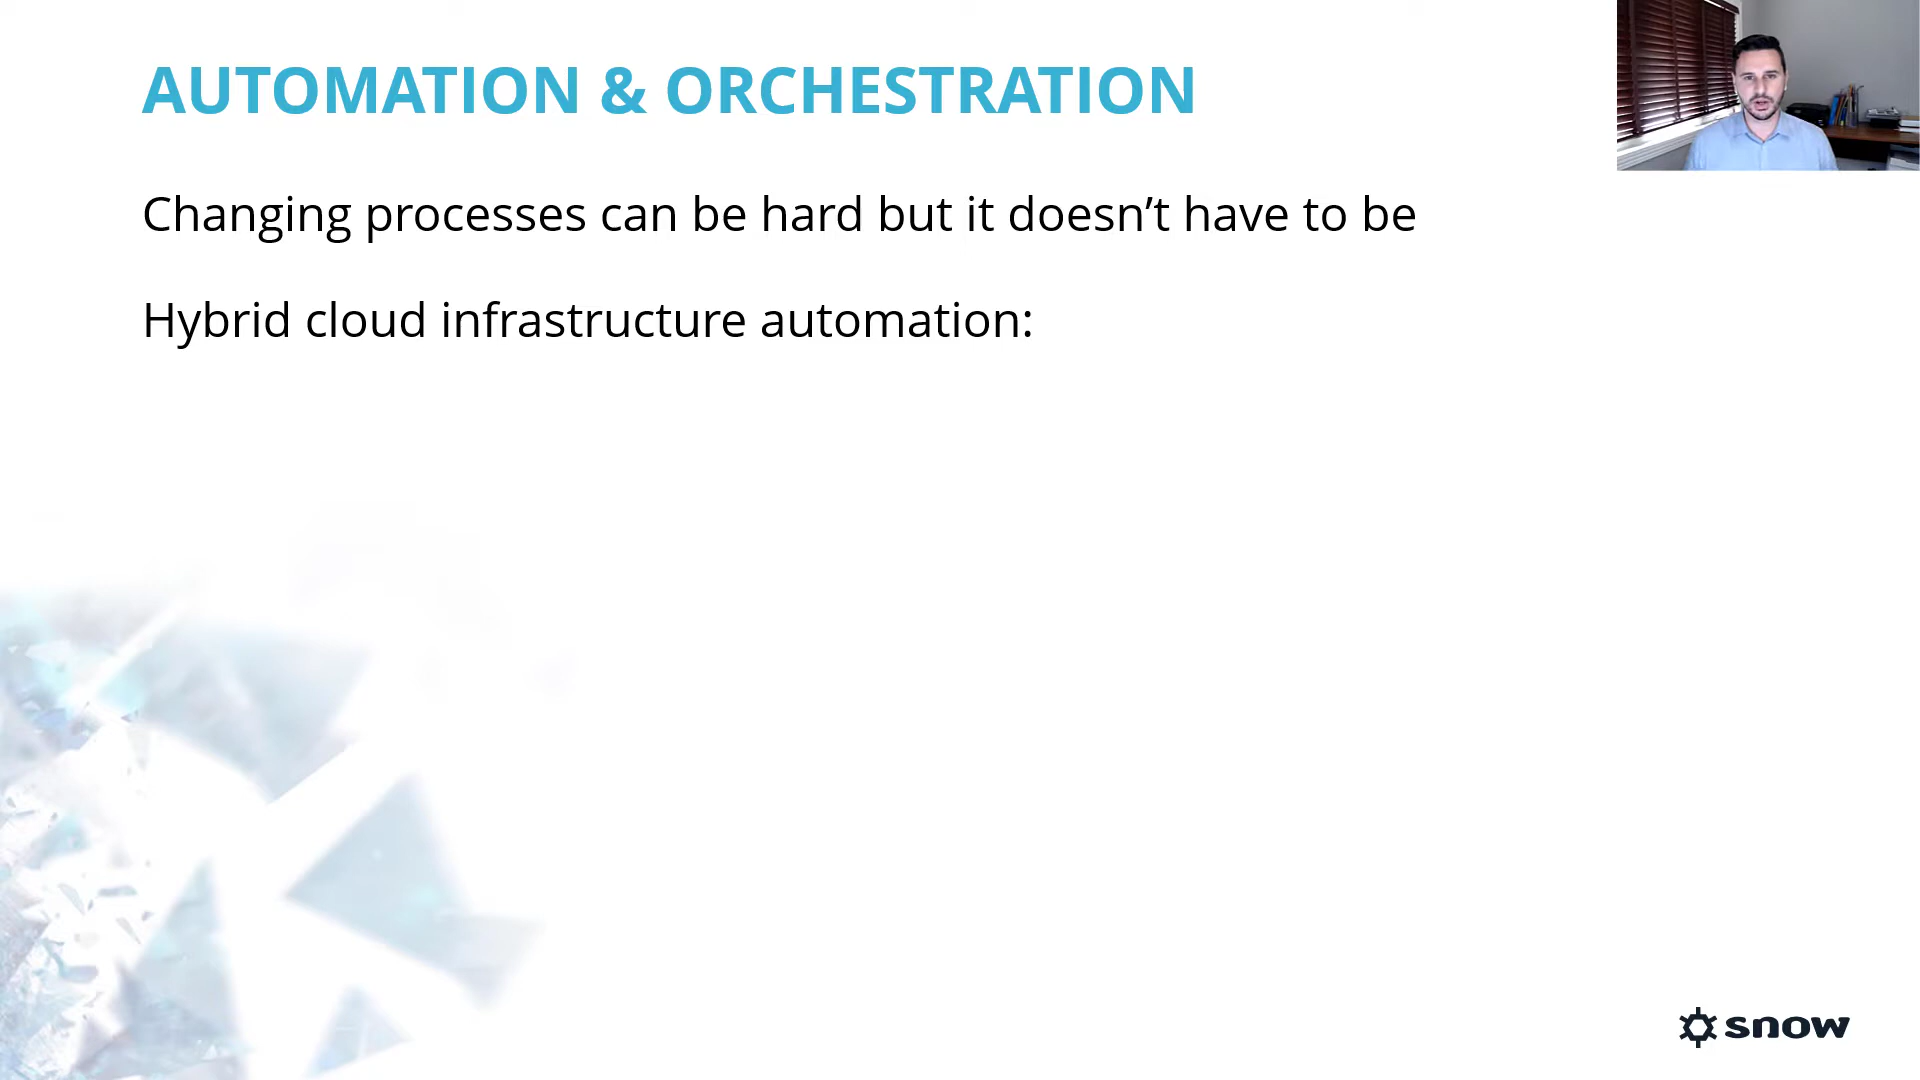 AUTOMATION & ORCHESTRATION
Changing processes can be hard but it doesn’t have to be
Hybrid cloud infrastructure automation:
snow